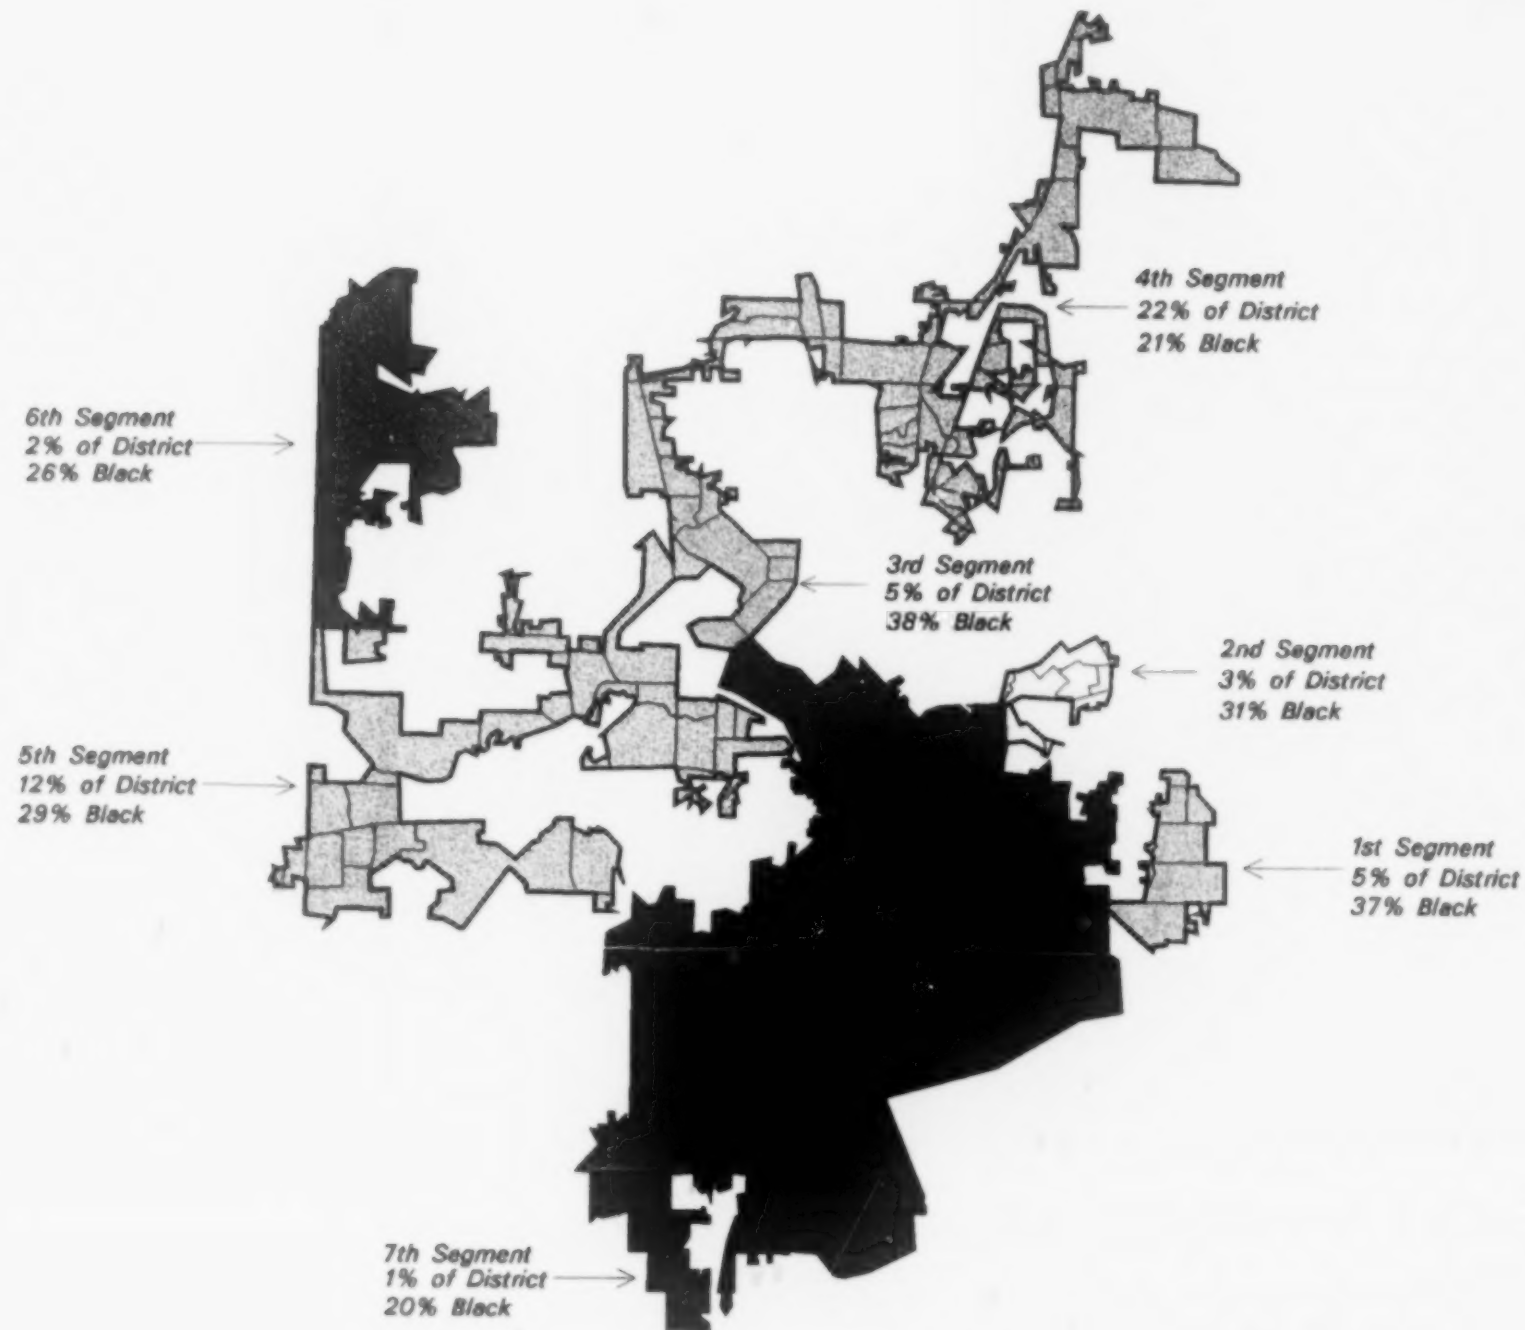 4th Segment
22% of District
21% Black
6th Segment
2% of District
26% Black
3rd Segment
5% of District
38% Black
2nd Segment
3% of District
31% Black
5th Segment
12% of District
29% Black
1st Segment
5% of District
37% Black
7th Segment
1% of District
20% Black